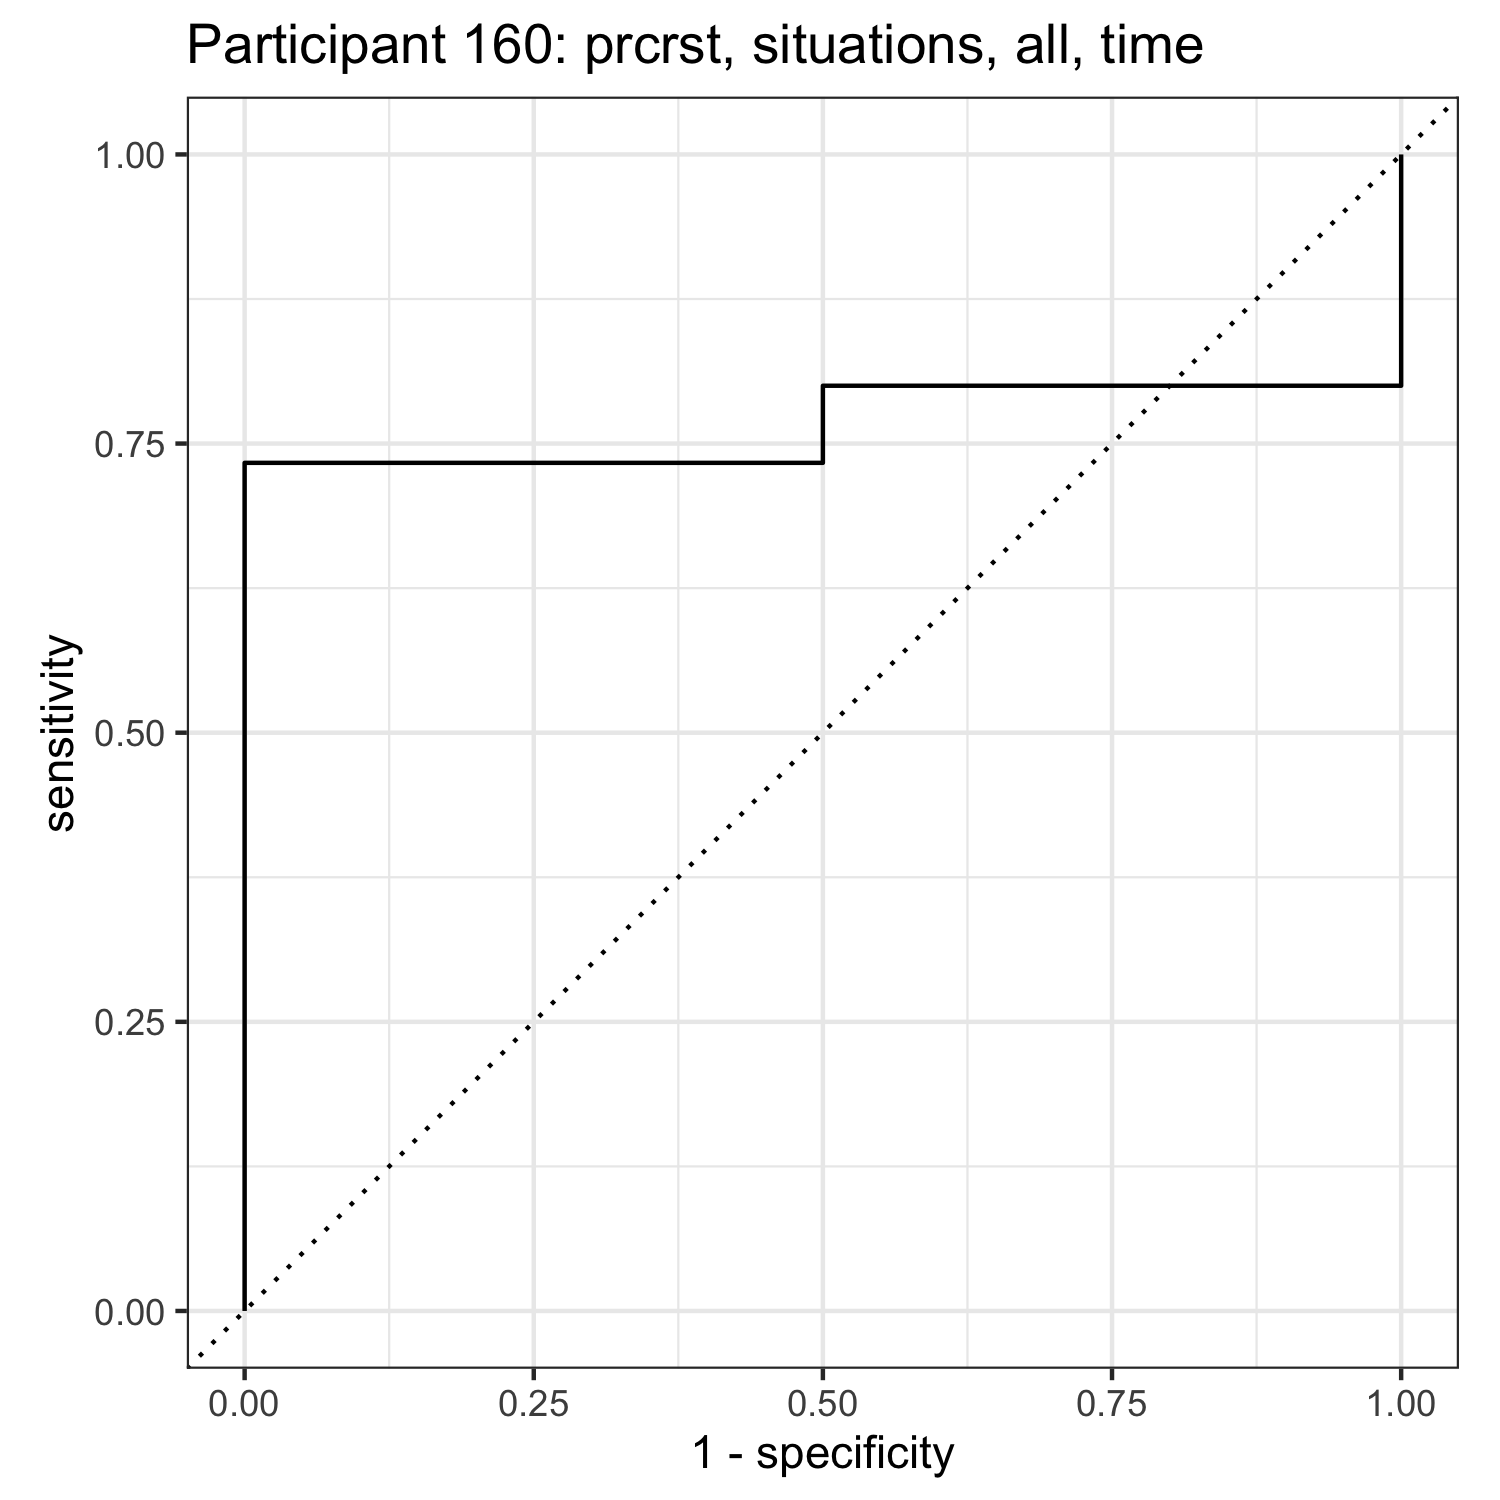 Participant 160: prcrst, situations, all, time
1.00
0.75
0.50
0.25
0.00
sensitivity
0.00 0.25 0.50 0.75 1.00
1 - specificity